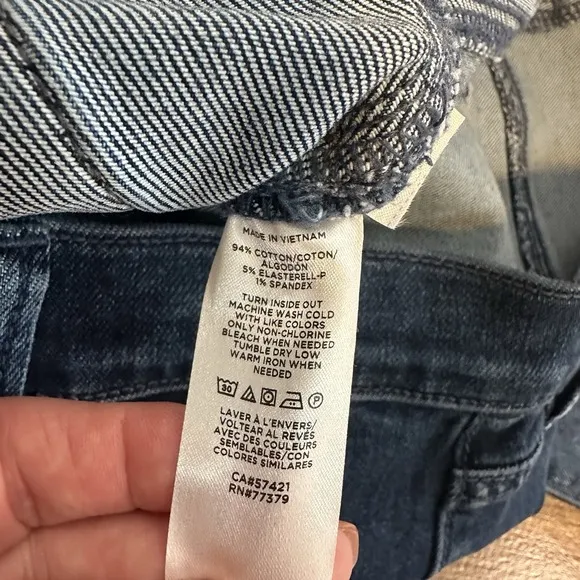 MADE IN VIETNAM
94% COTTON/COTON/
ALGODÓN
5% ELASTERELL-P
1% SPANDEX
TURN INSIDE OUT
MACHINE WASH COLD
WITH LIKE COLORS
ONLY NON-CHLORINE
BLEACH WHEN NEEDED
TUMBLE DRY LOW
WARM IRON WHEN
NEEDED
30 P
LAVER À L'ENVERS/
VOLTEAR AL REVÉS
AVEC DES COULEURS
SEMBLABLES/CON
COLORES SIMILARES
CA#57421
RN#77379